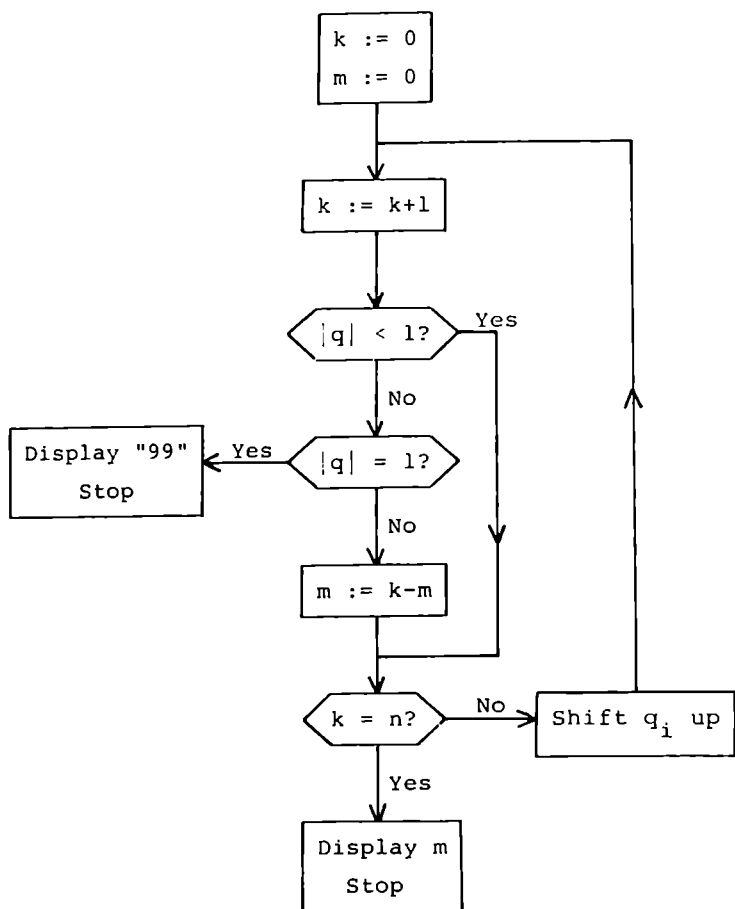 k := 0
m := 0
k := k+1
|q| < 1?
Yes
No
|q| = 1?
Yes
Display "99"
Stop
No
m := k-m
k = n?
No
Shift q_i up
Yes
Display m
Stop